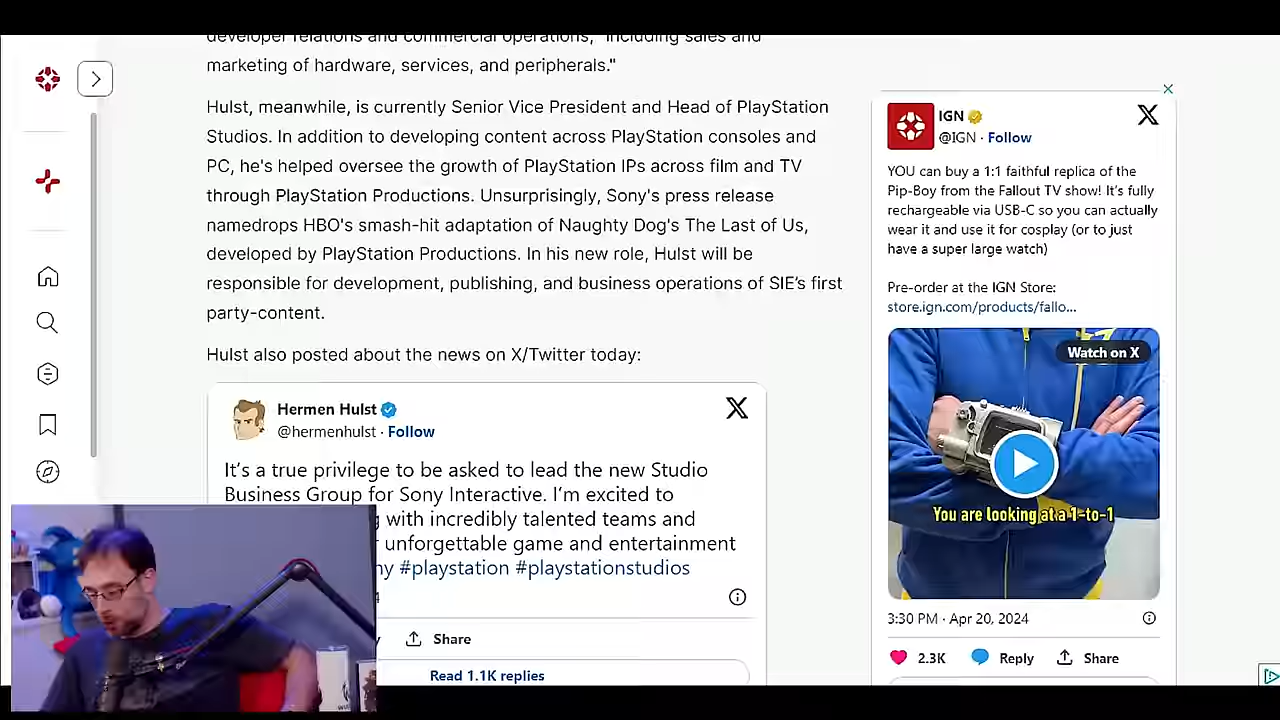 developer relations and commercial operations, "including sales and
marketing of hardware, services, and peripherals."
Hulst, meanwhile, is currently Senior Vice President and Head of PlayStation
Studios. In addition to developing content across PlayStation consoles and
PC, he's helped oversee the growth of PlayStation IPs across film and TV
through PlayStation Productions. Unsurprisingly, Sony's press release
namedrops HBO's smash-hit adaptation of Naughty Dog's The Last of Us,
developed by PlayStation Productions. In his new role, Hulst will be
responsible for development, publishing, and business operations of SIE's first
party-content.
Hulst also posted about the news on X/Twitter today:
Hermen Hulst
@hermenhulst · Follow
It's a true privilege to be asked to lead the new Studio
Business Group for Sony Interactive. I'm excited to
with incredibly talented teams and
unforgettable game and entertainment
#playstation #playstationstudios
Share
Read 1.1K replies
IGN
@IGN · Follow
YOU can buy a 1:1 faithful replica of the
Pip-Boy from the Fallout TV show! It's fully
rechargeable via USB-C so you can actually
wear it and use it for cosplay (or to just
have a super large watch)
Pre-order at the IGN Store:
store.ign.com/products/fallo...
Watch on X
You are looking at a 1-to-1
3:30 PM · Apr 20, 2024
2.3K Reply Share